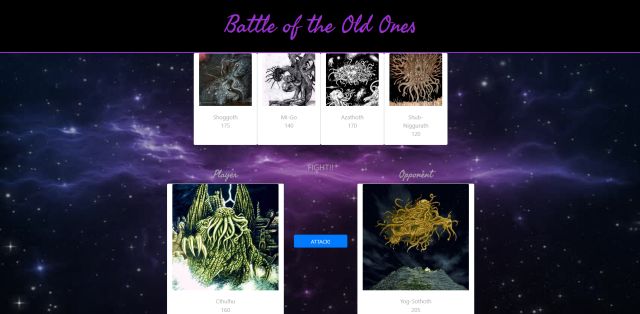 Battle of the Old Ones
Shoggoth
175
Mi-Go
140
Azathoth
170
Shub-
Niggurath
120
FIGHT!!
Player
Opponent
ATTACK!
Cthulhu
160
Yog-Sothoth
205